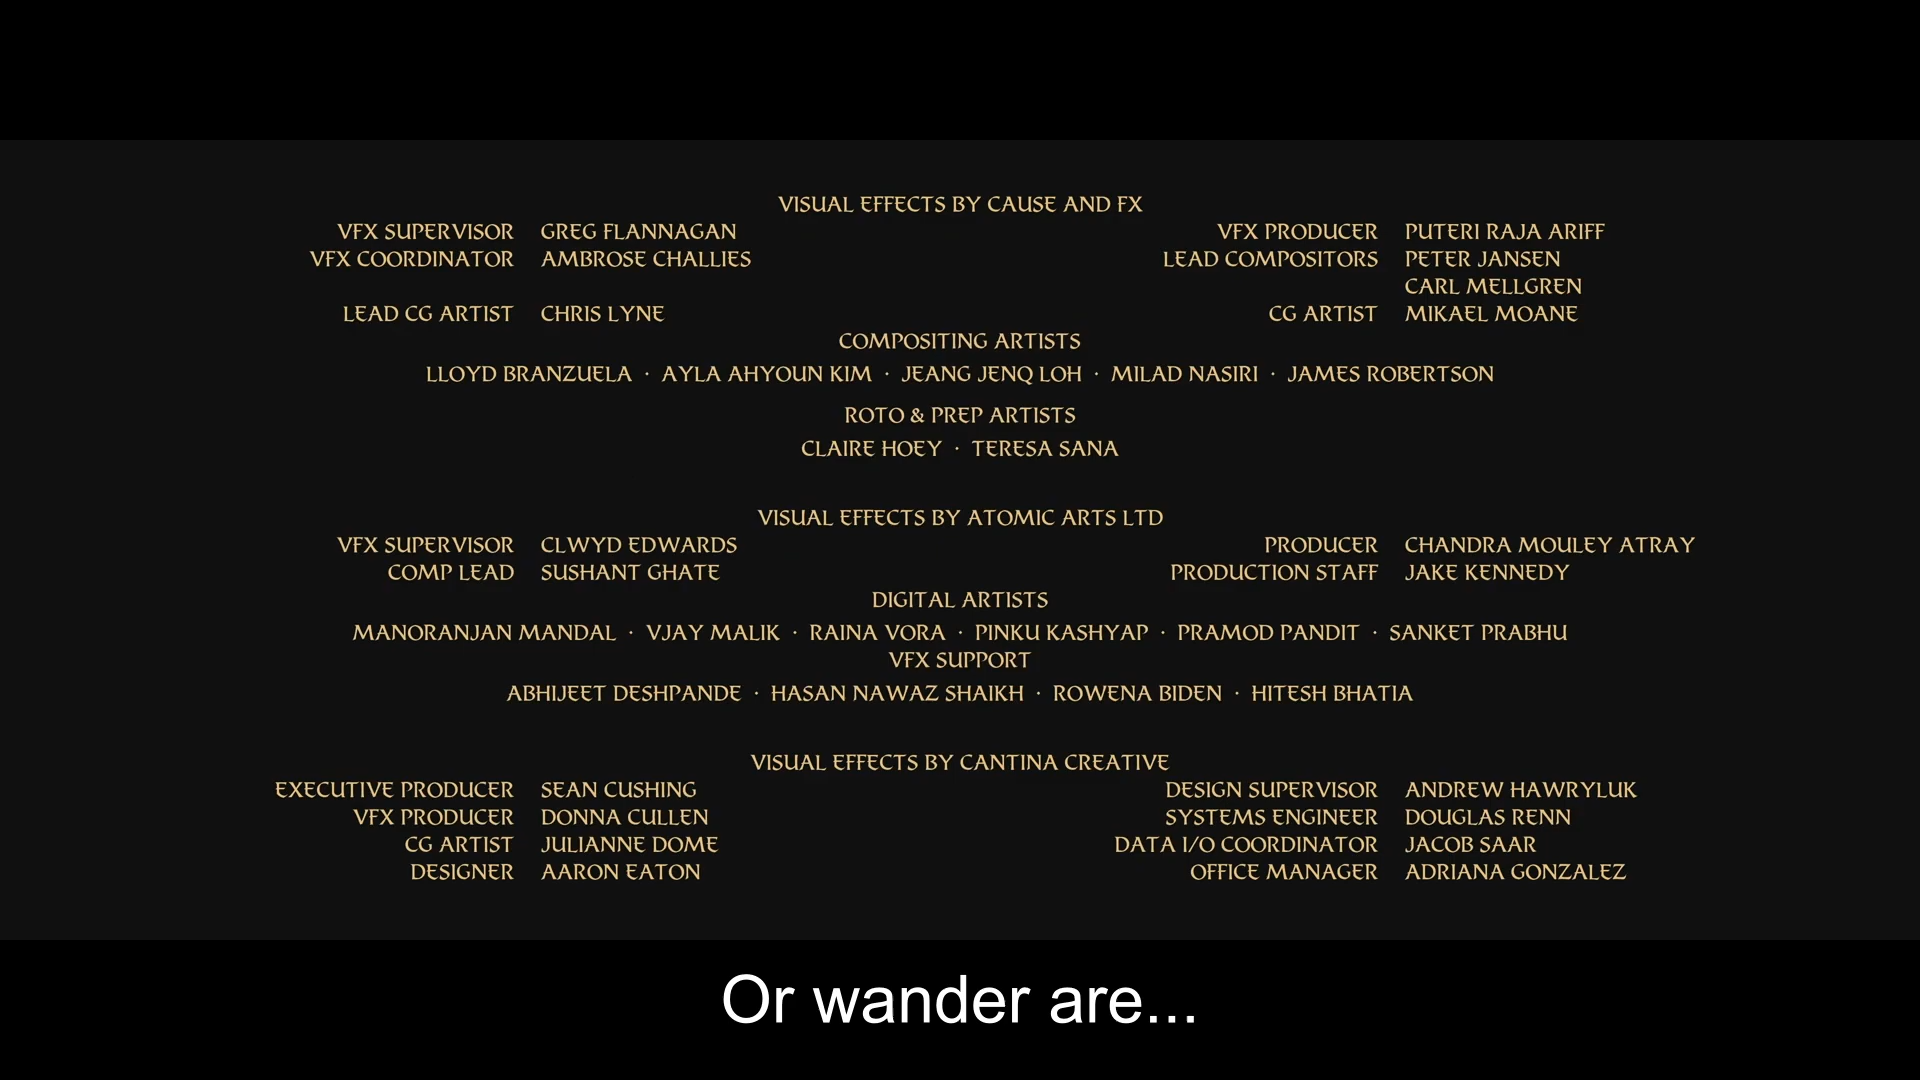 VISUAL EFFECTS BY CAUSE AND FX
VFX SUPERVISOR GREG FLANNAGAN VFX PRODUCER PUTERI RAJA ARIFF
VFX COORDINATOR AMBROSE CHALLIES LEAD COMPOSITORS PETER JANSEN
CARL MELLGREN
LEAD CG ARTIST CHRIS LYNE CG ARTIST MIKAEL MOANE
COMPOSITING ARTISTS
LLOYD BRANZUELA · AYLA AHYOUN KIM · JEANG JENQ LOH · MILAD NASIRI · JAMES ROBERTSON
ROTO & PREP ARTISTS
CLAIRE HOEY · TERESA SANA
VISUAL EFFECTS BY ATOMIC ARTS LTD
VFX SUPERVISOR CLWYD EDWARDS PRODUCER CHANDRA MOULEY ATRAY
COMP LEAD SUSHANT GHATE PRODUCTION STAFF JAKE KENNEDY
DIGITAL ARTISTS
MANORANJAN MANDAL · VJAY MALIK · RAINA VORA · PINKU KASHYAP · PRAMOD PANDIT · SANKET PRABHU
VFX SUPPORT
ABHIJEET DESHPANDE · HASAN NAWAZ SHAIKH · ROWENA BIDEN · HITESH BHATIA
VISUAL EFFECTS BY CANTINA CREATIVE
EXECUTIVE PRODUCER SEAN CUSHING DESIGN SUPERVISOR ANDREW HAWRYLUK
VFX PRODUCER DONNA CULLEN SYSTEMS ENGINEER DOUGLAS RENN
CG ARTIST JULIANNE DOME DATA I/O COORDINATOR JACOB SAAR
DESIGNER AARON EATON OFFICE MANAGER ADRIANA GONZALEZ
Or wander are...